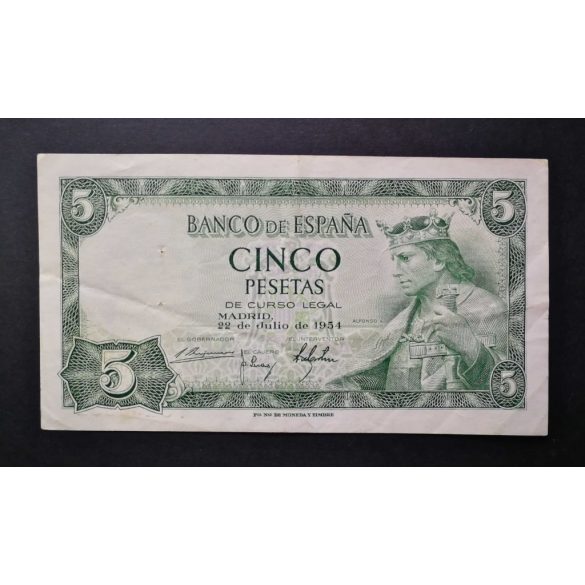 5 5
BANCO DE ESPAÑA
CINCO
PESETAS
DE CURSO LEGAL
MADRID,
22 de Julio de 1954
ALFONSO X.
EL GOBERNADOR EL INTERVENTOR
EL CAJERO
5 5
FCA. NAL. DE MONEDA Y TIMBRE